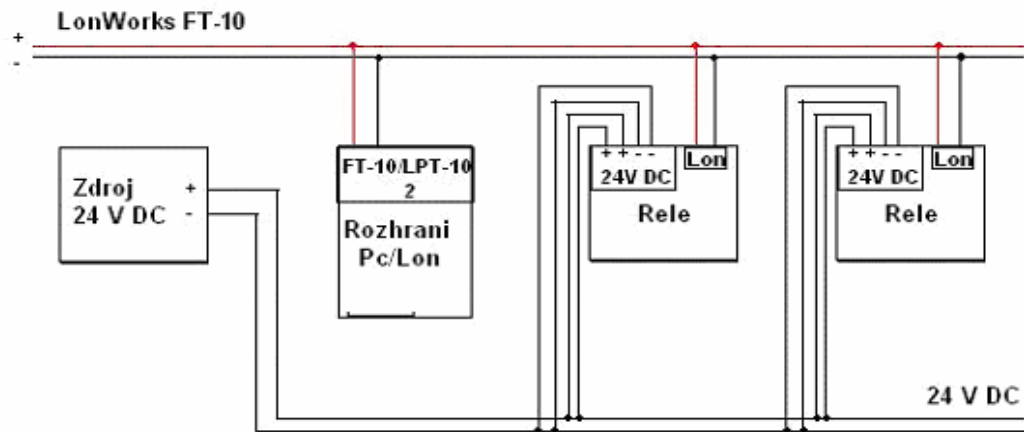 LonWorks FT-10
+
-
Zdroj +
24 V DC -
FT-10/LPT-10
2
Rozhrani
Pc/Lon
+ + - -
24V DC
Lon
Rele
+ + - -
24V DC
Lon
Rele
24 V DC